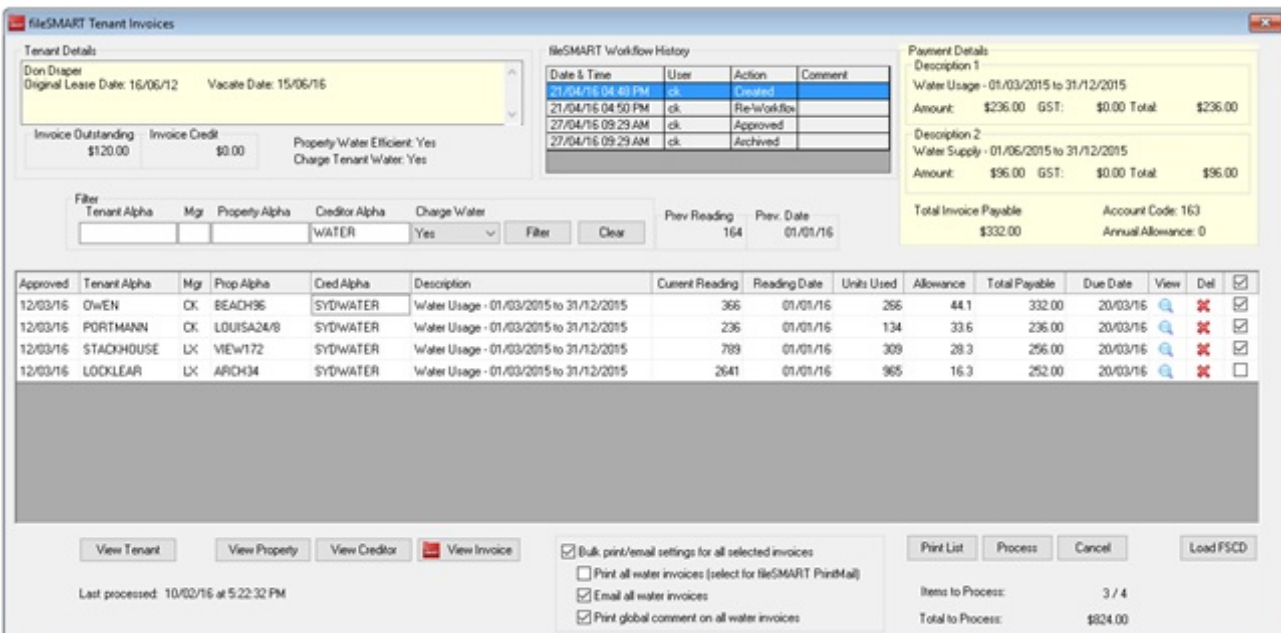 fileSMART Tenant Invoices
Tenant Details
Don Draper
Original Lease Date: 16/06/12 Vacate Date: 15/06/16
Invoice Outstanding Invoice Credit
$120.00 $0.00
Property Water Efficient: Yes
Charge Tenant Water: Yes
fileSMART Workflow History
Date & Time User Action Comment
21/04/16 04:48 PM ck Created
21/04/16 04:50 PM ck Re-Workflow
27/04/16 09:29 AM ck Approved
27/04/16 09:29 AM ck Archived
Payment Details
Description 1
Water Usage - 01/03/2015 to 31/12/2015
Amount: $236.00 GST: $0.00 Total: $236.00
Description 2
Water Supply - 01/06/2015 to 31/12/2015
Amount: $96.00 GST: $0.00 Total: $96.00
Total Invoice Payable Account Code: 163
$332.00 Annual Allowance: 0
Filter
Tenant Alpha Mgr Property Alpha Creditor Alpha Charge Water
WATER Yes Filter Clear
Prev Reading Prev. Date
164 01/01/16
Approved Tenant Alpha Mgr Prop Alpha Cred Alpha Description Current Reading Reading Date Units Used Allowance Total Payable Due Date View Del
12/03/16 OWEN CK BEACH96 SYDWATER Water Usage - 01/03/2015 to 31/12/2015 366 01/01/16 266 44.1 332.00 20/03/16
12/03/16 PORTMANN CK LOUISA24/8 SYDWATER Water Usage - 01/03/2015 to 31/12/2015 236 01/01/16 134 33.6 236.00 20/03/16
12/03/16 STACKHOUSE LX VIEW172 SYDWATER Water Usage - 01/03/2015 to 31/12/2015 789 01/01/16 309 28.3 256.00 20/03/16
12/03/16 LOCKLEAR LX ARCH34 SYDWATER Water Usage - 01/03/2015 to 31/12/2015 2641 01/01/16 965 16.3 252.00 20/03/16
View Tenant View Property View Creditor View Invoice
Last processed: 10/02/16 at 5:22:32 PM
Bulk print/email settings for all selected invoices
Print all water invoices (select for fileSMART PrintMail)
Email all water invoices
Print global comment on all water invoices
Print List Process Cancel Load FSCD
Items to Process: 3 / 4
Total to Process: $824.00